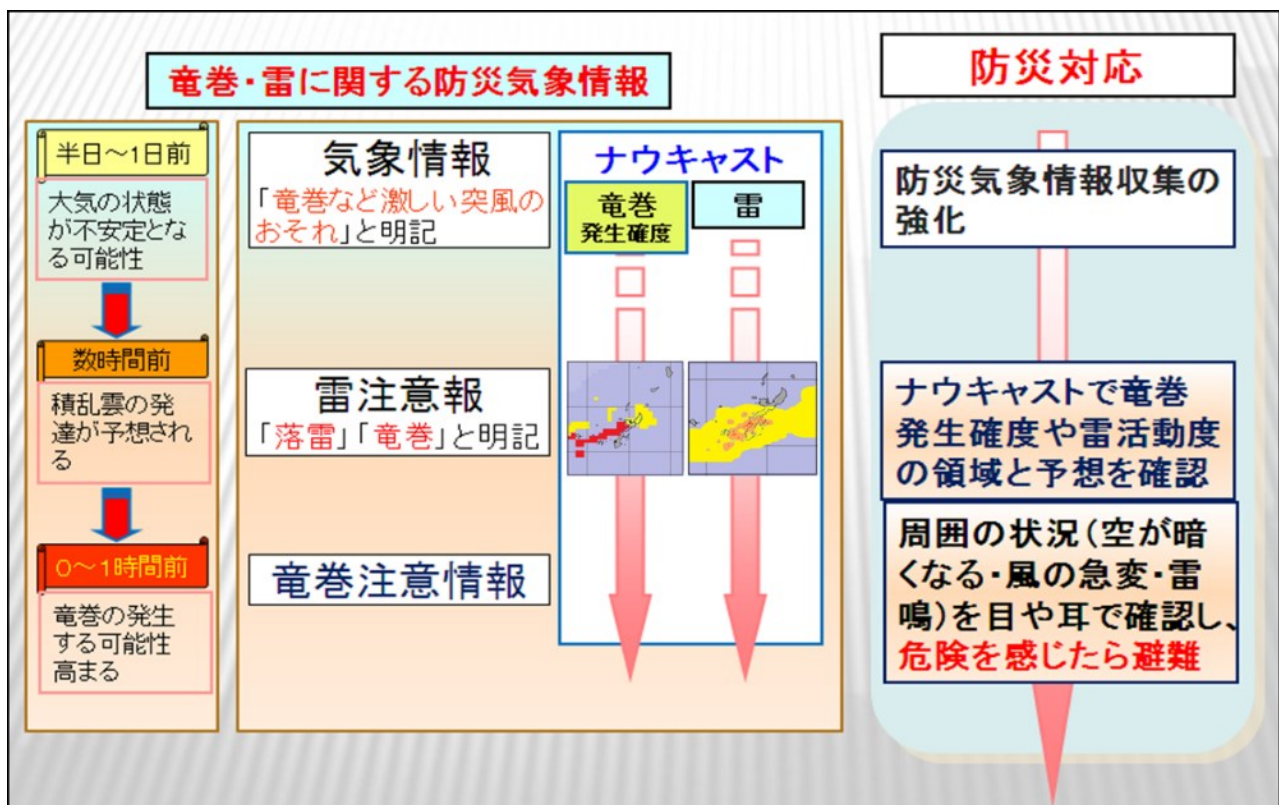 竜巻・雷に関する防災気象情報
防災対応
半日～1日前
大気の状態
が不安定とな
る可能性
数時間前
積乱雲の発
達が予想され
る
0～1時間前
竜巻の発生
する可能性
高まる
気象情報
「竜巻など激しい突風の
おそれ」と明記
雷注意報
「落雷」「竜巻」と明記
竜巻注意情報
ナウキャスト
竜巻
発生確度
雷
防災気象情報収集の
強化
ナウキャストで竜巻
発生確度や雷活動度
の領域と予想を確認
周囲の状況(空が暗
くなる・風の急変・雷
鳴)を目や耳で確認し、
危険を感じたら避難